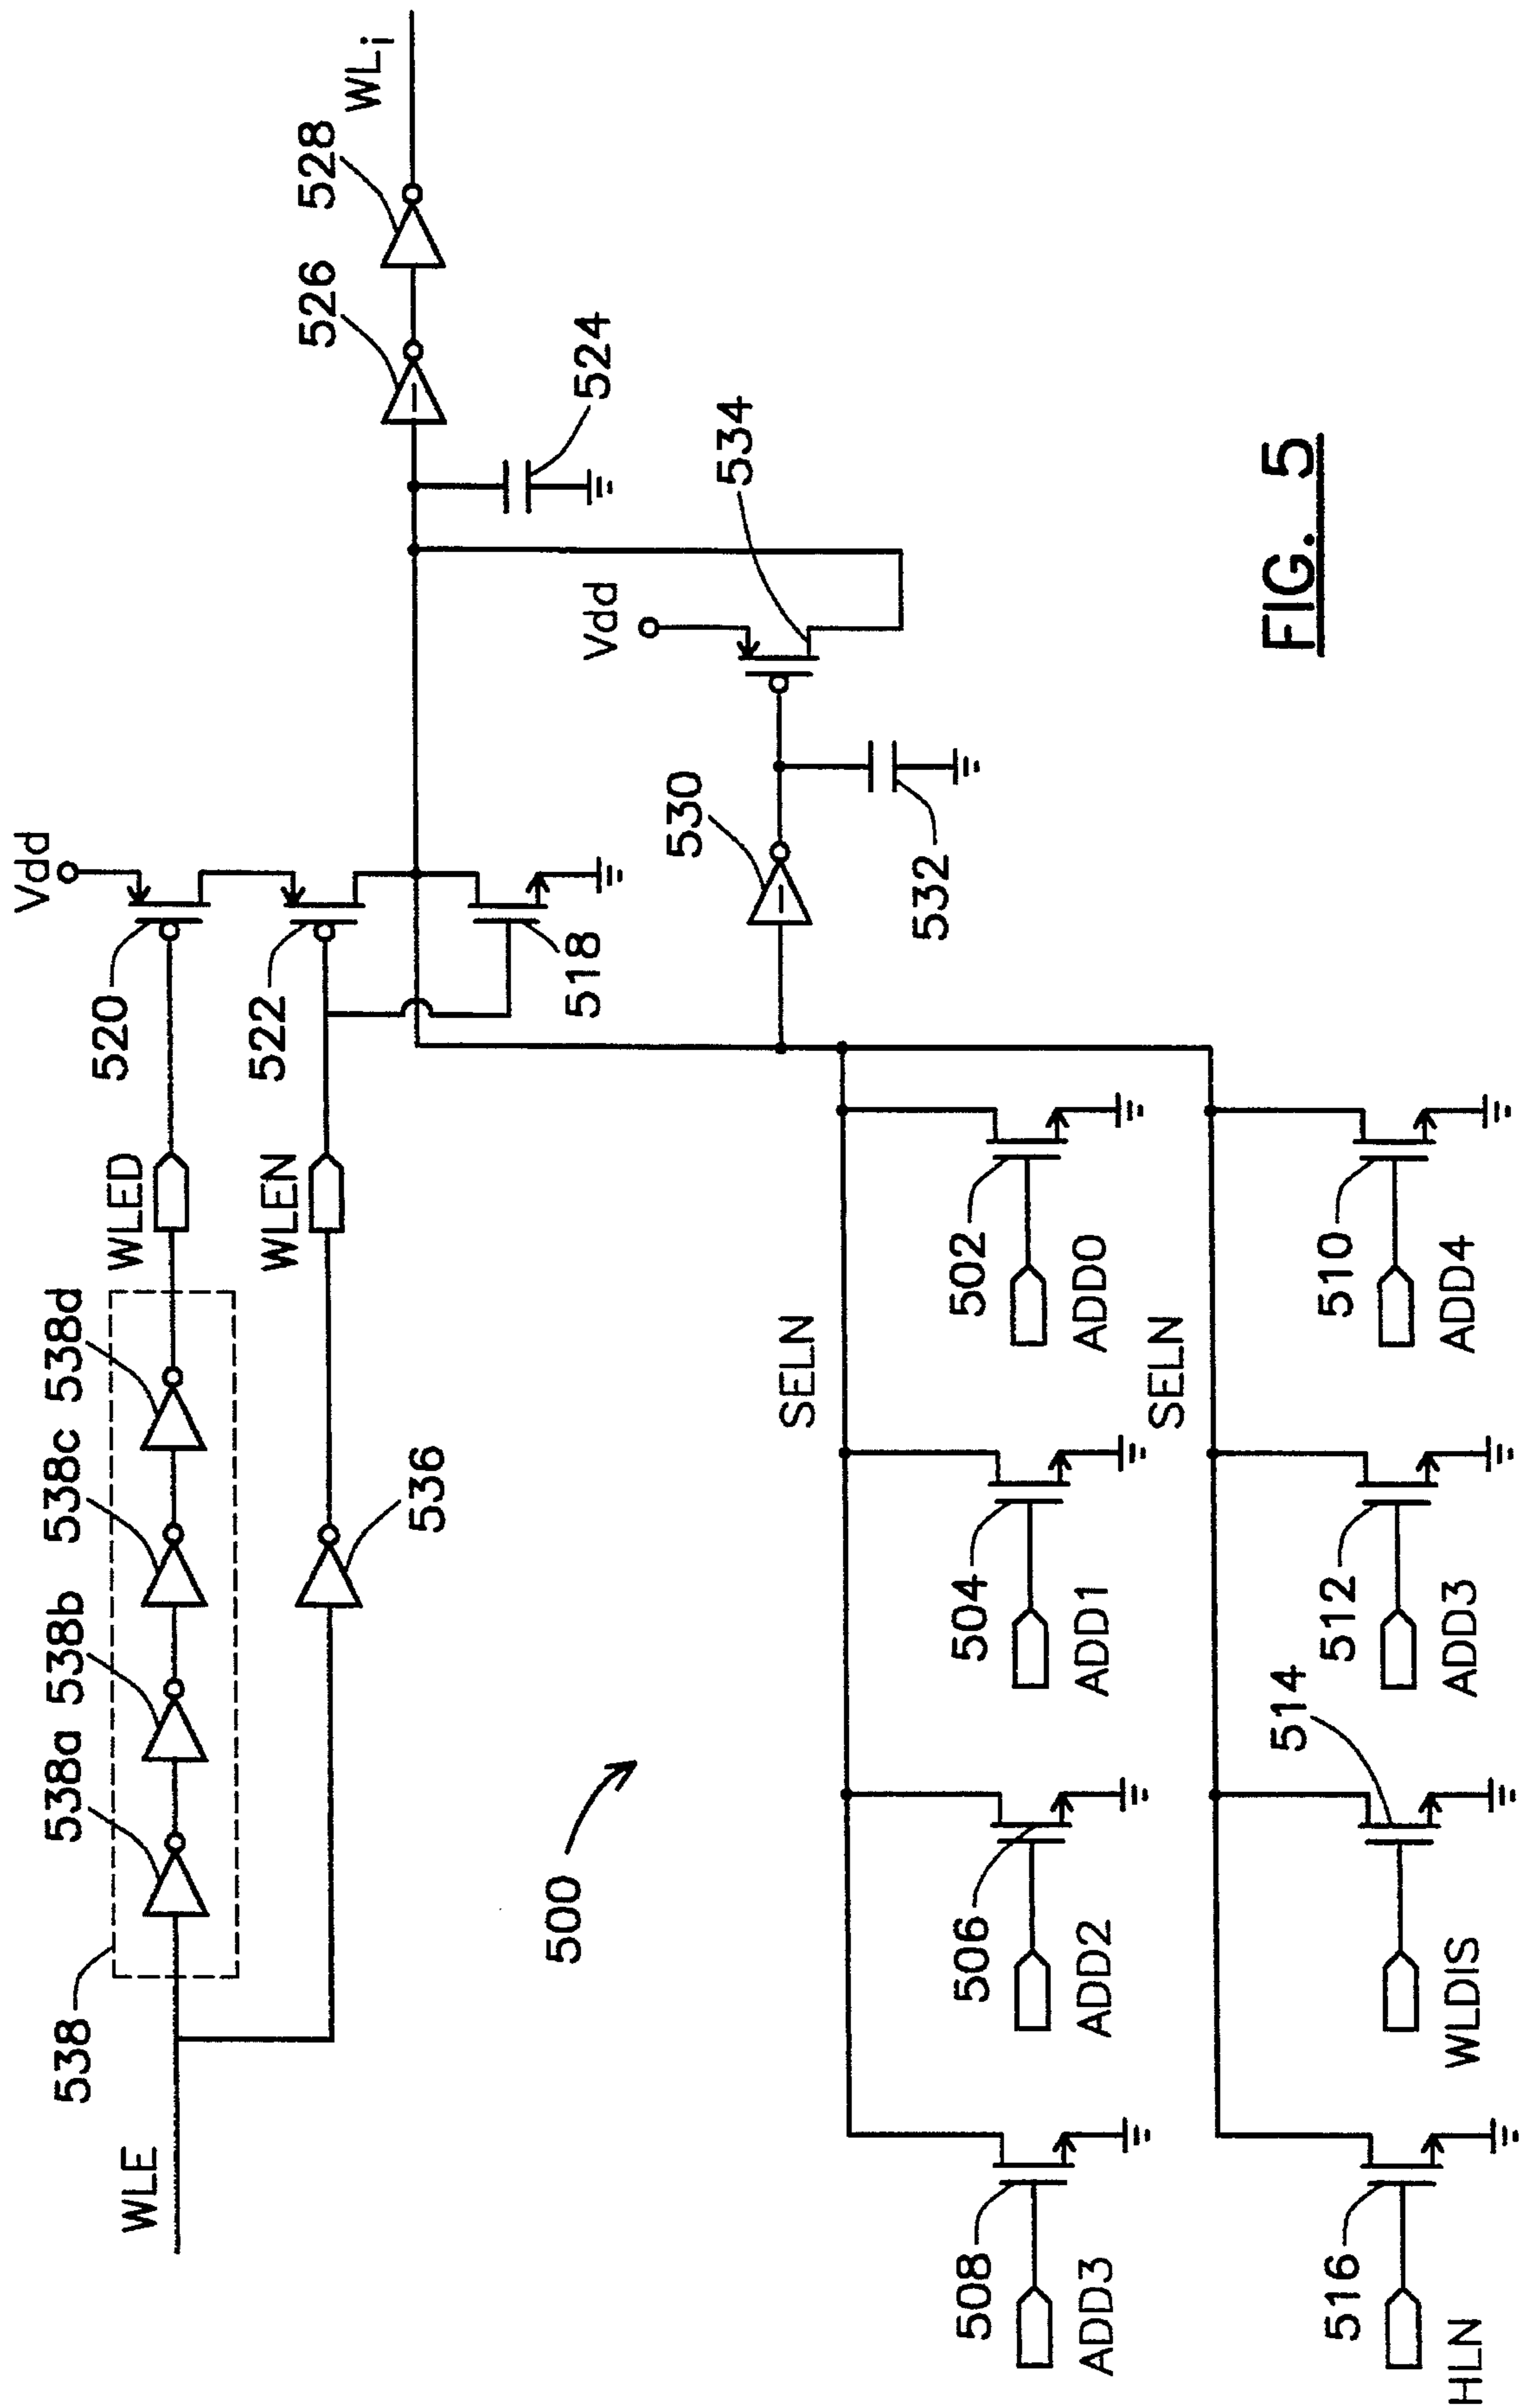 WLE
538
538a
538b
538c
538d
WLED
520
Vdd
536
WLEN
522
518
526
528
WLi
524
500
530
532
Vdd
534
SELN
508
ADD3
506
ADD2
504
ADD1
502
ADD0
SELN
516
HLN
514
WLDIS
512
ADD3
510
ADD4
FIG. 5